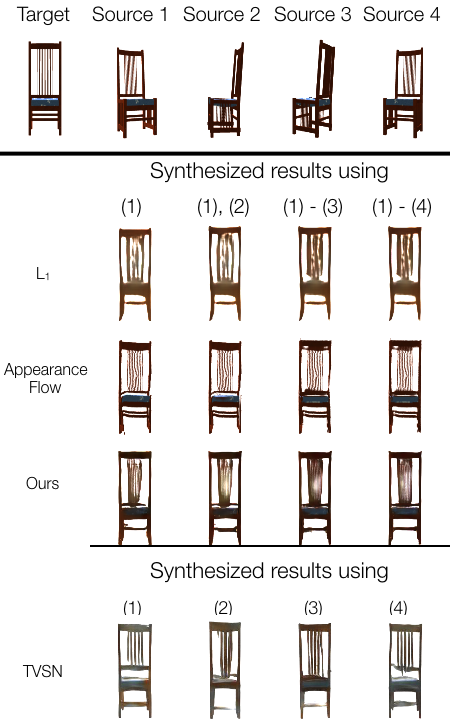 Target Source 1 Source 2 Source 3 Source 4
Synthesized results using
(1) (1), (2) (1) - (3) (1) - (4)
L₁
Appearance
Flow
Ours
Synthesized results using
(1) (2) (3) (4)
TVSN